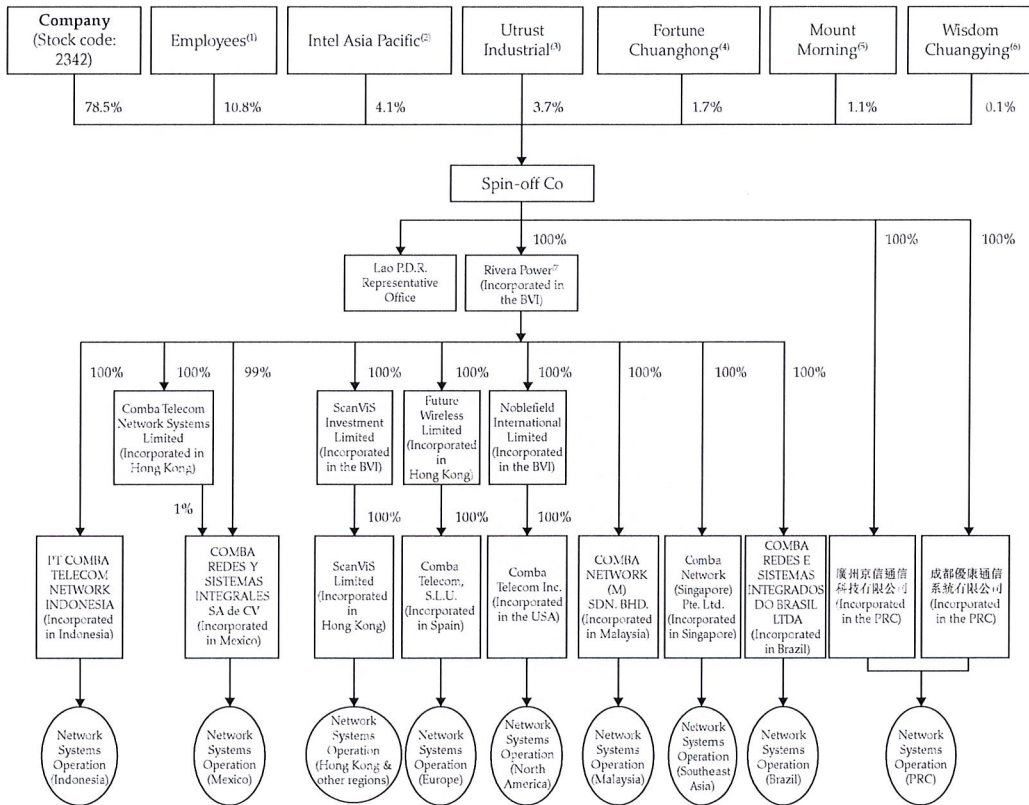 Company
(Stock code:
2342)
Employees(1)
Intel Asia Pacific(2)
Utrust
Industrial(3)
Fortune
Chuanghong(4)
Mount
Morning(5)
Wisdom
Chuangying(6)
78.5%
10.8%
4.1%
3.7%
1.7%
1.1%
0.1%
Spin-off Co
100%
100%
100%
Lao P.D.R.
Representative
Office
Rivera Power(7
(Incorporated in
the BVI)
100%
100%
99%
100%
100%
100%
100%
100%
100%
Comba Telecom
Network Systems
Limited
(Incorporated in
Hong Kong)
ScanViS
Investment
Limited
(Incorporated
in the BVI)
Future
Wireless
Limited
(Incorporated
in
Hong Kong)
Noblefield
International
Limited
(Incorporated
in the BVI)
1%
100%
100%
100%
PT COMBA
TELECOM
NETWORK
INDONESIA
(Incorporated
in Indonesia)
COMBA
REDES Y
SISTEMAS
INTEGRALES
SA de CV
(Incorporated
in Mexico)
ScanViS
Limited
(Incorporated
in
Hong Kong)
Comba
Telecom,
S.L.U.
(Incorporated
in Spain)
Comba
Telecom Inc.
(Incorporated
in the USA)
COMBA
NETWORK (M)
SDN. BHD.
(Incorporated
in Malaysia)
Comba
Network
(Singapore)
Pte. Ltd.
(Incorporated
in Singapore)
COMBA
REDES E
SISTEMAS
INTEGRADOS
DO BRASIL
LTDA
(Incorporated
in Brazil)
廣州京信通信
科技有限公司
(Incorporated
in the PRC)
成都優康通信
系統有限公司
(Incorporated
in the PRC)
Network
Systems
Operation
(Indonesia)
Network
Systems
Operation
(Mexico)
Network
Systems
Operation
(Hong Kong &
other regions)
Network
Systems
Operation
(Europe)
Network
Systems
Operation
(North
America)
Network
Systems
Operation
(Malaysia)
Network
Systems
Operation
(Southeast
Asia)
Network
Systems
Operation
(Brazil)
Network
Systems
Operation
(PRC)